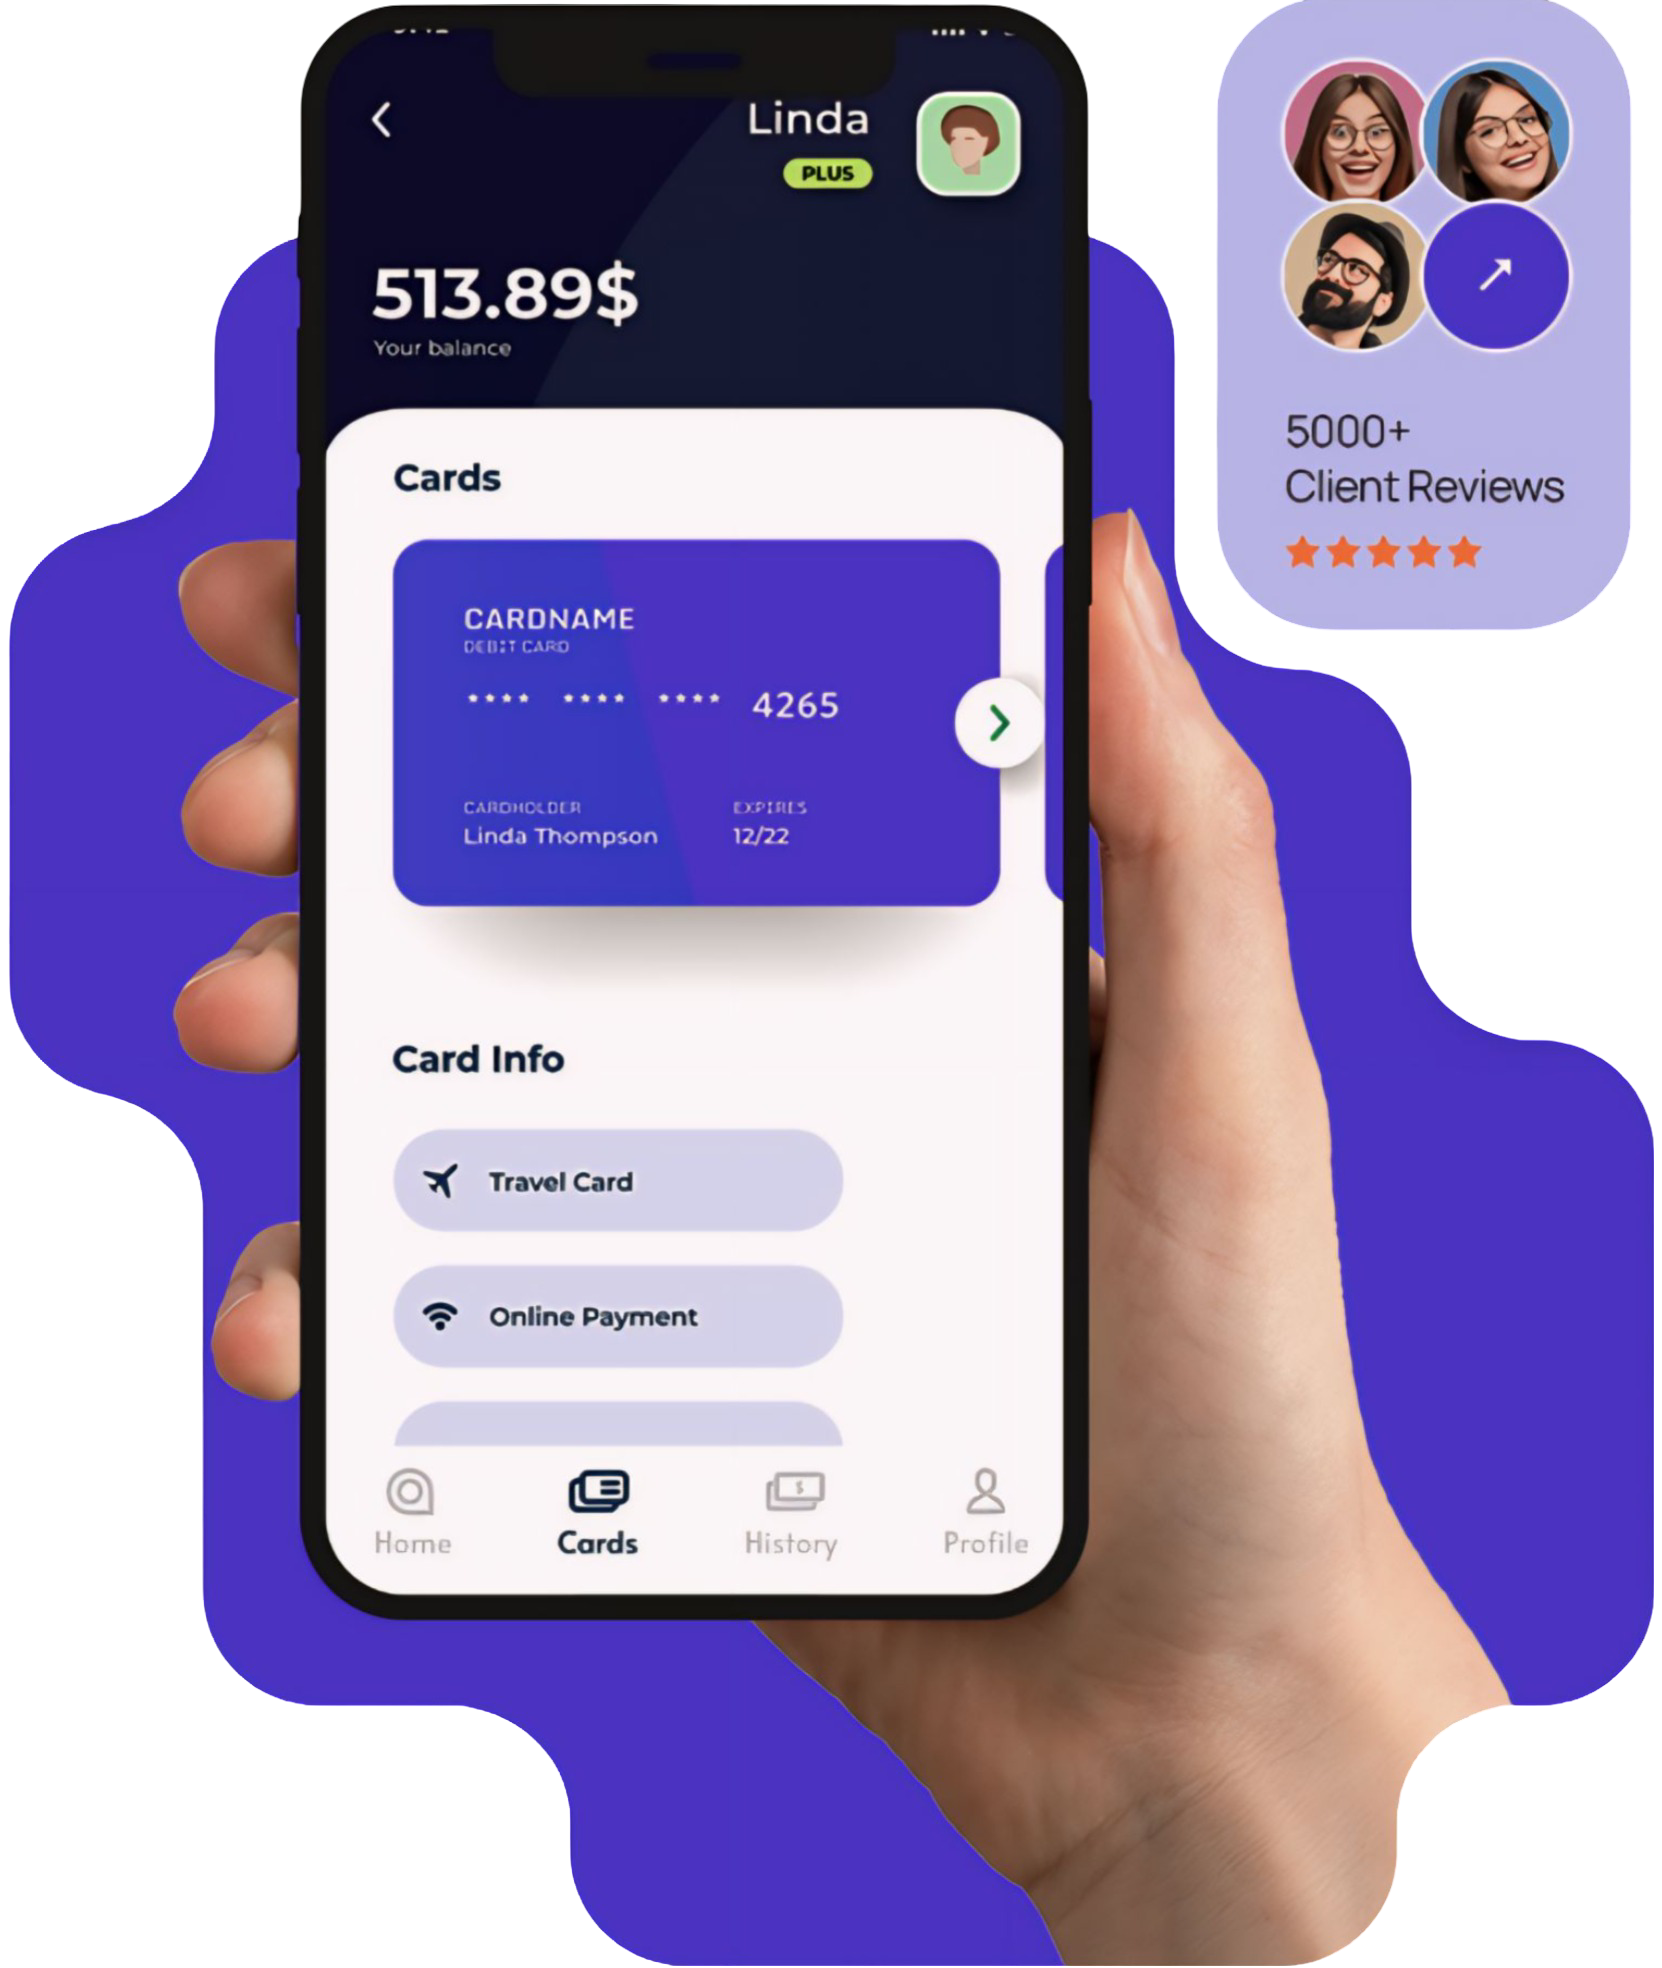 Linda
PLUS
513.89$
Your balance
Cards
CARDNAME
DEBIT CARD
**** **** **** 4265
CARDHOLDER
EXPIRES
Linda Thompson
12/22
Card Info
Travel Card
Online Payment
Home
Cards
History
Profile
5000+
Client Reviews